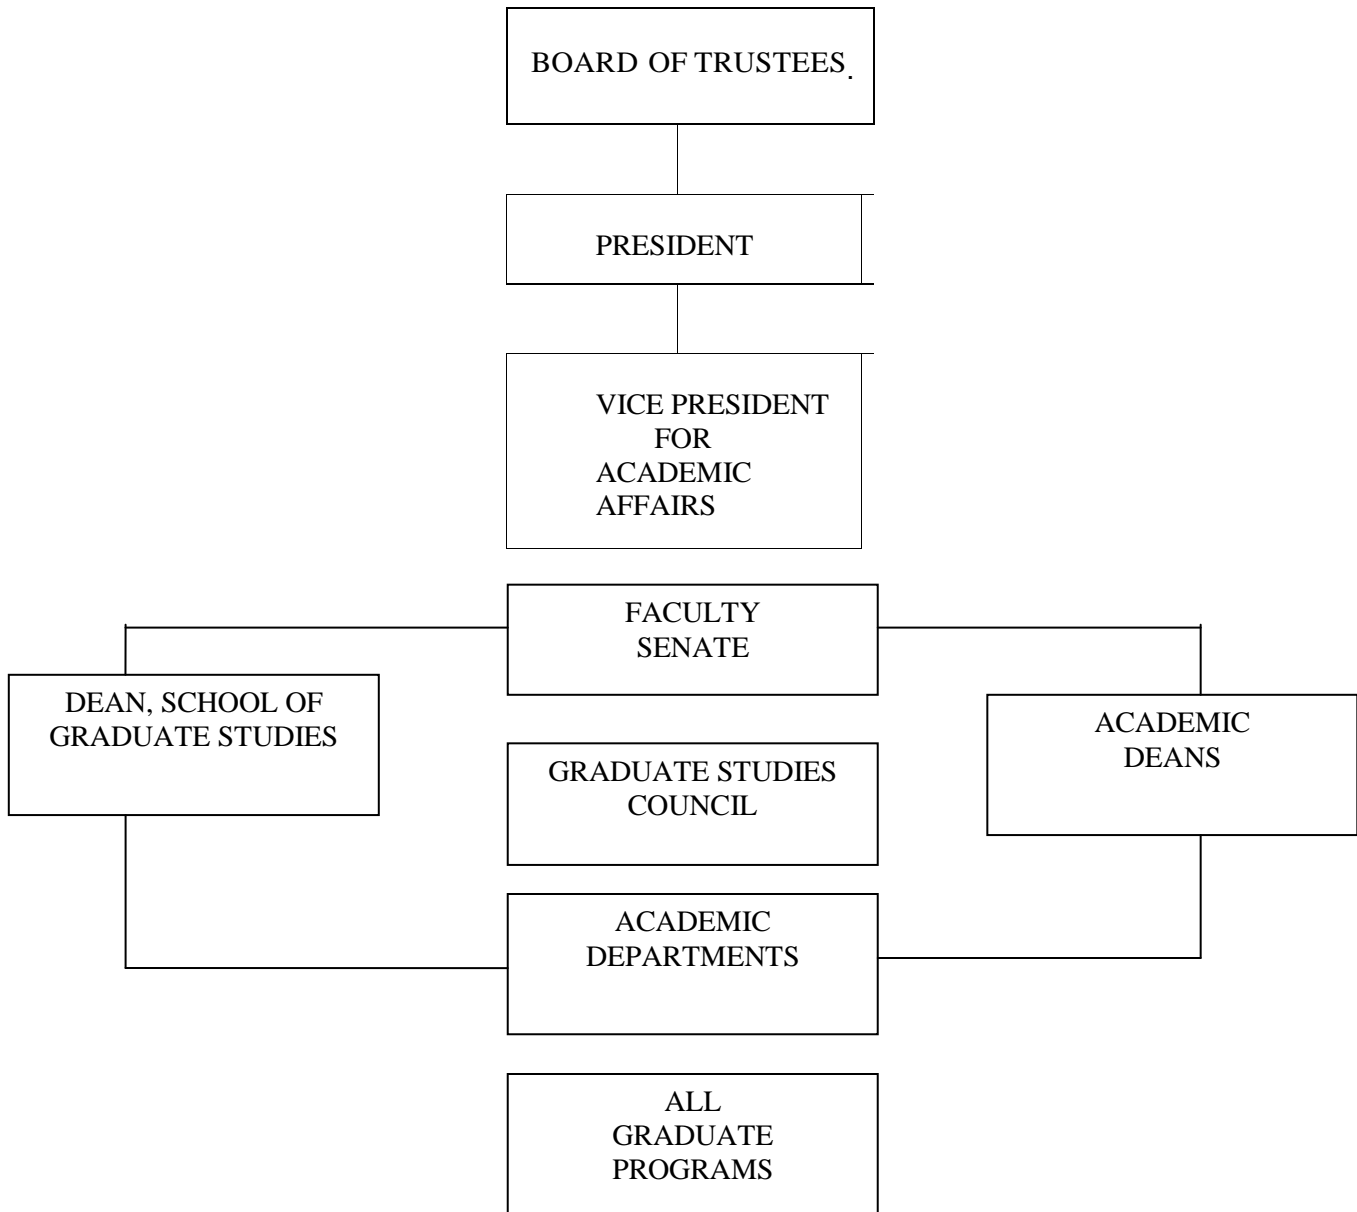 BOARD OF TRUSTEES.
PRESIDENT
VICE PRESIDENT
FOR
ACADEMIC
AFFAIRS
FACULTY
SENATE
DEAN, SCHOOL OF
GRADUATE STUDIES
ACADEMIC
DEANS
GRADUATE STUDIES
COUNCIL
ACADEMIC
DEPARTMENTS
ALL
GRADUATE
PROGRAMS